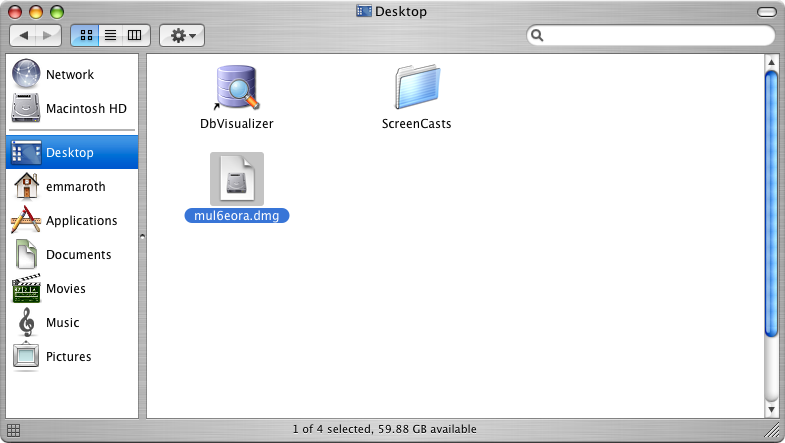 Desktop
Network
Macintosh HD
Desktop
emmaroth
Applications
Documents
Movies
Music
Pictures
DbVisualizer
ScreenCasts
mul6eora.dmg
1 of 4 selected, 59.88 GB available